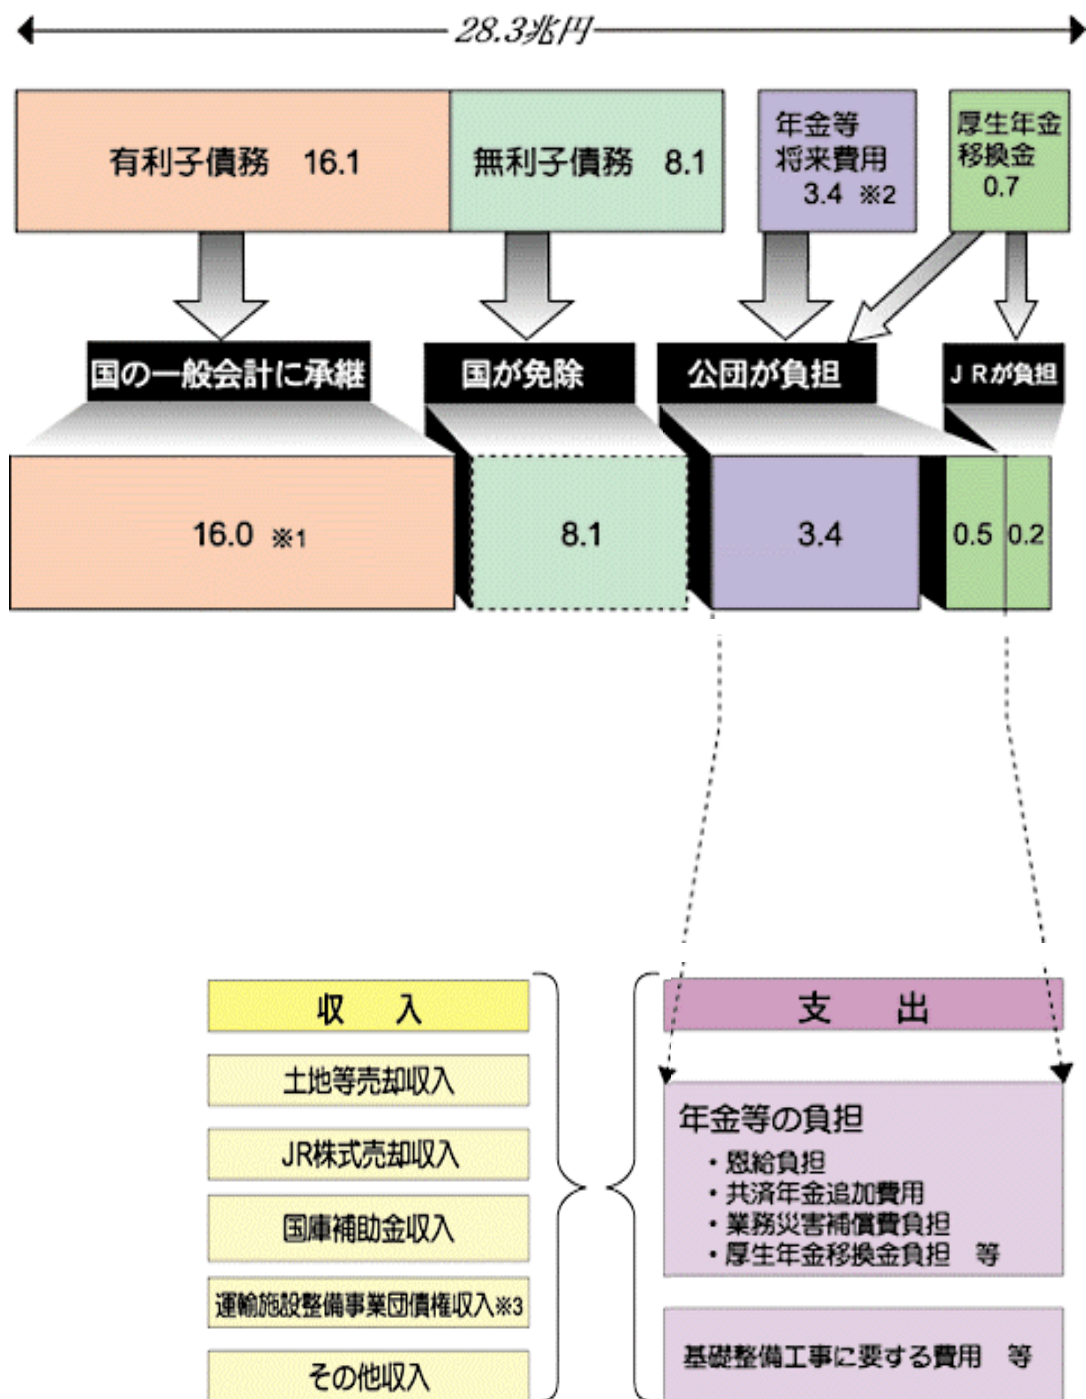 28.3兆円
有利子債務 16.1
無利子債務 8.1
年金等
将来費用
3.4 ※2
厚生年金
移換金
0.7
国の一般会計に承継
国が免除
公団が負担
JRが負担
16.0 ※1
8.1
3.4
0.5
0.2
収 入
土地等売却収入
JR株式売却収入
国庫補助金収入
運輸施設整備事業団債権収入※3
その他収入
支 出
年金等の負担
・恩給負担
・共済年金追加費用
・業務災害補償費負担
・厚生年金移換金負担 等
基礎整備工事に要する費用 等